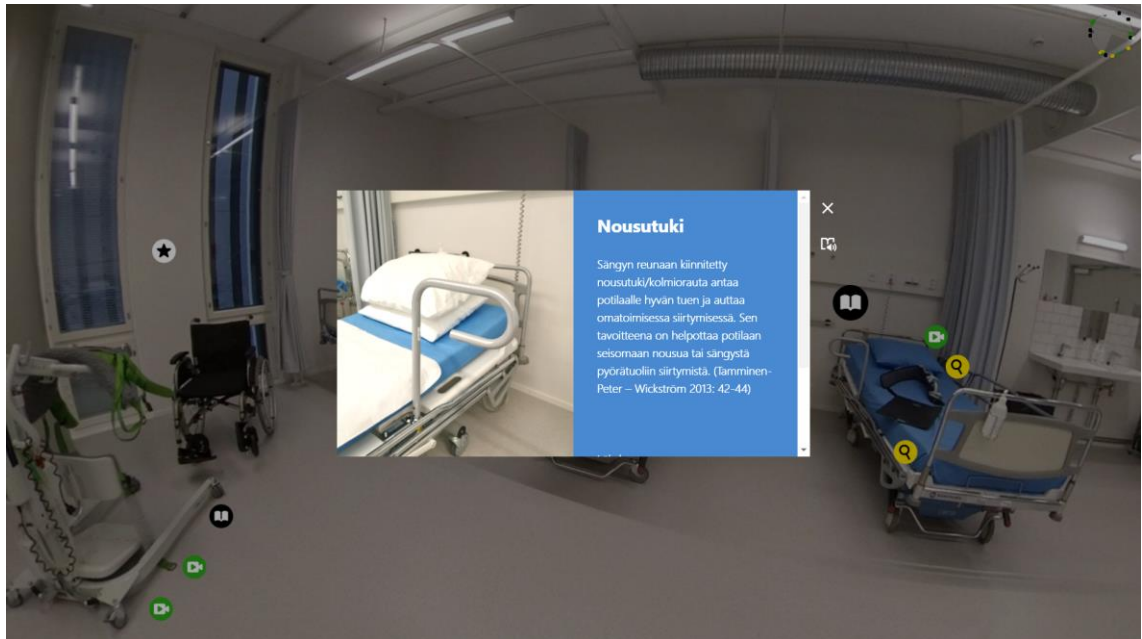 Nousutuki
Sängyn reunaan kiinnitetty
nousutuki/kolmiorauta antaa
potilaalle hyvän tuen ja auttaa
omatoimisessa siirtymisessä. Sen
tavoitteena on helpottaa potilaan
seisomaan nousua tai sängystä
pyörätuoliin siirtymistä. (Tamminen-
Peter – Wickström 2013: 42-44)